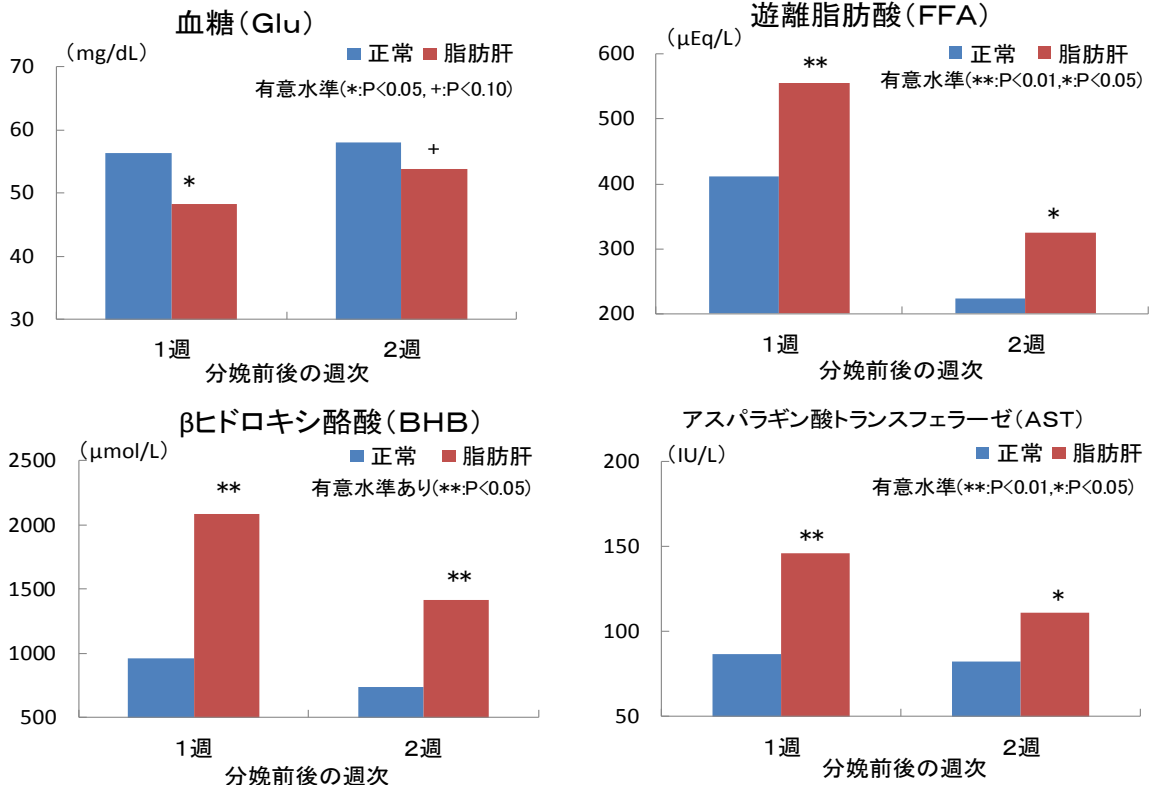 血糖(Glu)
(mg/dL)
正常 脂肪肝
有意水準(*:P<0.05, +:P<0.10)
70
60
50
40
30
*
+
1週 2週
分娩前後の週次
遊離脂肪酸(FFA)
(μEq/L)
正常 脂肪肝
有意水準(**:P<0.01,*:P<0.05)
600
500
400
300
200
**
*
1週 2週
分娩前後の週次
βヒドロキシ酪酸(BHB)
(μmol/L)
正常 脂肪肝
有意水準あり(**:P<0.05)
2500
2000
1500
1000
500
**
**
1週 2週
分娩前後の週次
アスパラギン酸トランスフェラーゼ(AST)
(IU/L)
正常 脂肪肝
有意水準(**:P<0.01,*:P<0.05)
200
150
100
50
**
*
1週 2週
分娩前後の週次